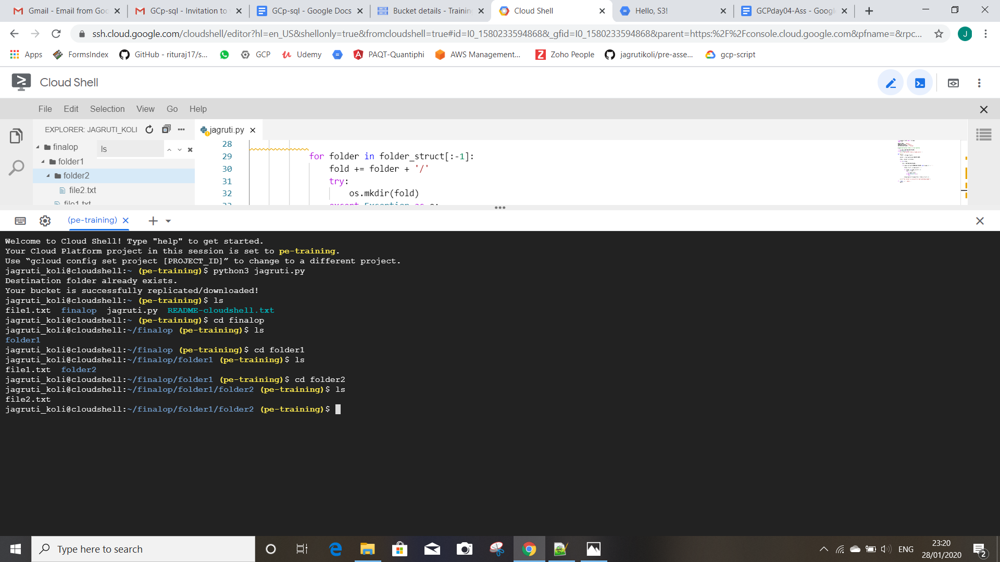 Gmail - Email from Goo
GCp-sql - Invitation to
GCp-sql - Google Docs
Bucket details - Training
Cloud Shell
Hello, S3!
GCPday04-Ass - Google
ssh.cloud.google.com/cloudshell/editor?hl=en_US&shellonly=true&fromcloudshell=true#id=I0_1580233594868&_gfid=I0_1580233594868&parent=https:%2F%2Fconsole.cloud.google.com&pfname=&rpc...
J
Apps
FormsIndex
GitHub - rituraj17/s...
GCP
Udemy
PAQT-Quantiphi
AWS Management...
Zoho People
jagrutikoli/pre-asse...
gcp-script
Cloud Shell
File Edit Selection View Go Help
EXPLORER: JAGRUTI_KOLI
jagruti.py
finalop
ls
folder1
folder2
file2.txt
file1.txt
28
29 for folder in folder_struct[:-1]:
30 fold += folder + '/'
31 try:
32 os.mkdir(fold)
33 except Exception as e:
(pe-training)
Welcome to Cloud Shell! Type "help" to get started.
Your Cloud Platform project in this session is set to pe-training.
Use “gcloud config set project [PROJECT_ID]” to change to a different project.
jagruti_koli@cloudshell:~ (pe-training)$ python3 jagruti.py
Destination folder already exists.
Your bucket is successfully replicated/downloaded!
jagruti_koli@cloudshell:~ (pe-training)$ ls
file1.txt finalop jagruti.py README-cloudshell.txt
jagruti_koli@cloudshell:~ (pe-training)$ cd finalop
jagruti_koli@cloudshell:~/finalop (pe-training)$ ls
folder1
jagruti_koli@cloudshell:~/finalop (pe-training)$ cd folder1
jagruti_koli@cloudshell:~/finalop/folder1 (pe-training)$ ls
file1.txt folder2
jagruti_koli@cloudshell:~/finalop/folder1 (pe-training)$ cd folder2
jagruti_koli@cloudshell:~/finalop/folder1/folder2 (pe-training)$ ls
file2.txt
jagruti_koli@cloudshell:~/finalop/folder1/folder2 (pe-training)$
Type here to search
ENG
23:20
28/01/2020
2